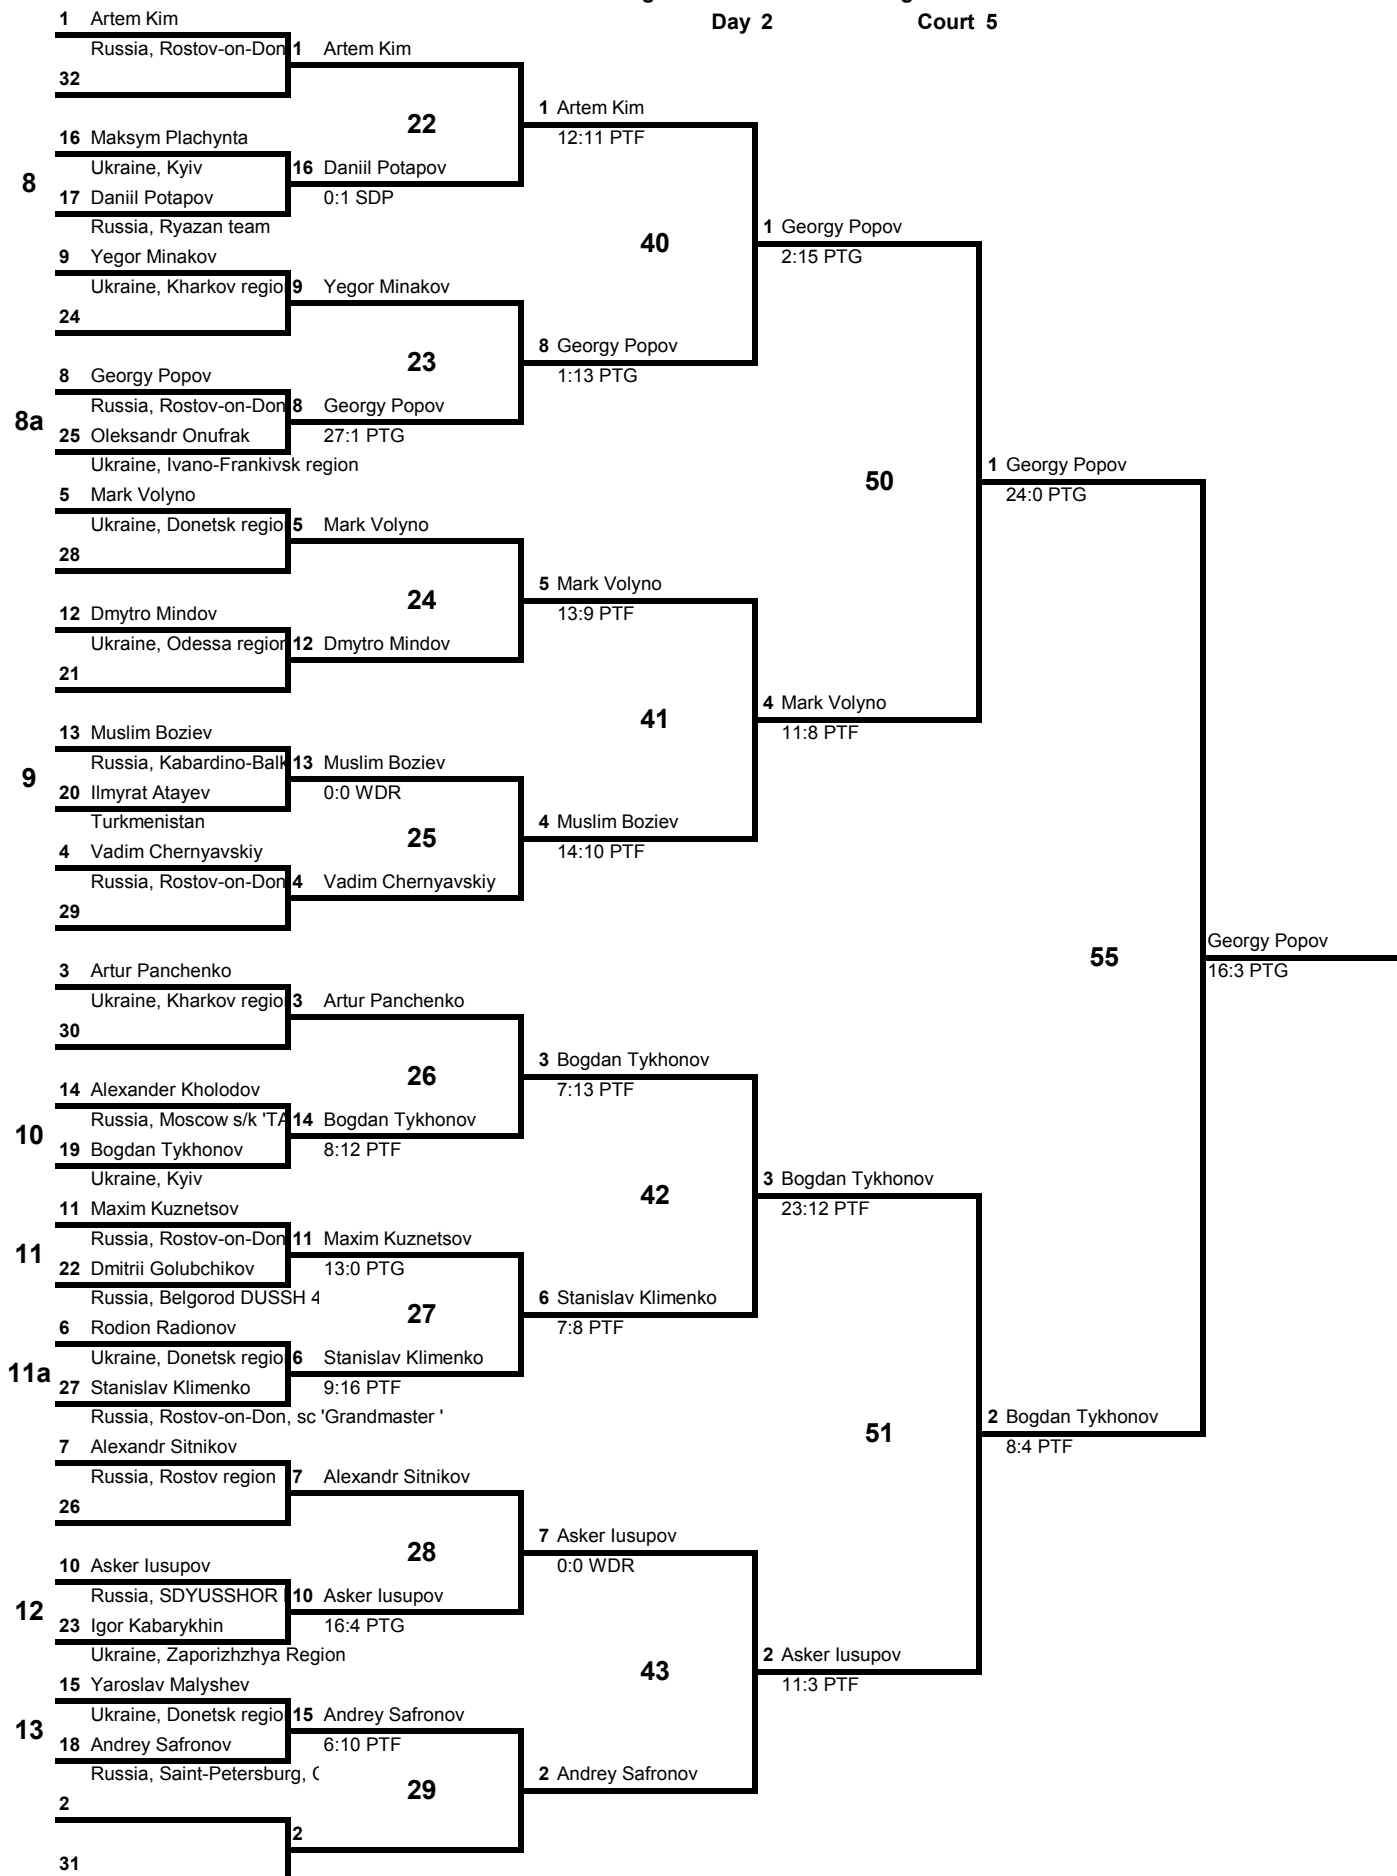 Day 2 Court 5
1 Artem Kim
Russia, Rostov-on-Don 1 Artem Kim
32
22 1 Artem Kim
16 Maksym Plachynta 12:11 PTF
Ukraine, Kyiv 16 Daniil Potapov
8
17 Daniil Potapov 0:1 SDP
Russia, Ryazan team 1 Georgy Popov
40
9 Yegor Minakov 2:15 PTG
Ukraine, Kharkov regio 9 Yegor Minakov
24
23 8 Georgy Popov
8 Georgy Popov 1:13 PTG
Russia, Rostov-on-Don 8 Georgy Popov
8a
25 Oleksandr Onufrak 27:1 PTG
Ukraine, Ivano-Frankivsk region 1 Georgy Popov
50
5 Mark Volyno 24:0 PTG
Ukraine, Donetsk regio 5 Mark Volyno
28
24 5 Mark Volyno
12 Dmytro Mindov 13:9 PTF
Ukraine, Odessa region 12 Dmytro Mindov
21
41 4 Mark Volyno
13 Muslim Boziev 11:8 PTF
Russia, Kabardino-Balk 13 Muslim Boziev
9
20 Ilmyrat Atayev 0:0 WDR
Turkmenistan 4 Muslim Boziev
25
4 Vadim Chernyavskiy 14:10 PTF
Russia, Rostov-on-Don 4 Vadim Chernyavskiy
29
55 Georgy Popov
3 Artur Panchenko 16:3 PTG
Ukraine, Kharkov regio 3 Artur Panchenko
30
26 3 Bogdan Tykhonov
14 Alexander Kholodov 7:13 PTF
Russia, Moscow s/k 'TA 14 Bogdan Tykhonov
10
19 Bogdan Tykhonov 8:12 PTF
Ukraine, Kyiv 3 Bogdan Tykhonov
42
11 Maxim Kuznetsov 23:12 PTF
Russia, Rostov-on-Don 11 Maxim Kuznetsov
11
22 Dmitrii Golubchikov 13:0 PTG
Russia, Belgorod DUSSH 4 6 Stanislav Klimenko
27
6 Rodion Radionov 7:8 PTF
Ukraine, Donetsk regio 6 Stanislav Klimenko
11a
27 Stanislav Klimenko 9:16 PTF
Russia, Rostov-on-Don, sc 'Grandmaster ' 2 Bogdan Tykhonov
51
7 Alexandr Sitnikov 8:4 PTF
Russia, Rostov region 7 Alexandr Sitnikov
26
28 7 Asker Iusupov
10 Asker Iusupov 0:0 WDR
Russia, SDYUSSHOR 10 Asker Iusupov
12
23 Igor Kabarykhin 16:4 PTG
Ukraine, Zaporizhzhya Region 2 Asker Iusupov
43
15 Yaroslav Malyshev 11:3 PTF
Ukraine, Donetsk regio 15 Andrey Safronov
13
18 Andrey Safronov 6:10 PTF
Russia, Saint-Petersburg, 2 Andrey Safronov
29
2
2
31